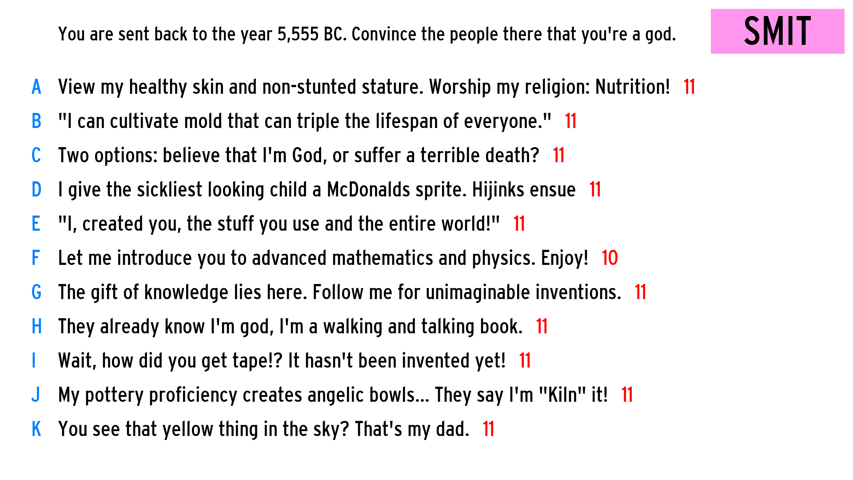 You are sent back to the year 5,555 BC. Convince the people there that you're a god.
SMIT
A View my healthy skin and non-stunted stature. Worship my religion: Nutrition! 11
B "I can cultivate mold that can triple the lifespan of everyone." 11
C Two options: believe that I'm God, or suffer a terrible death? 11
D I give the sickliest looking child a McDonalds sprite. Hijinks ensue 11
E "I, created you, the stuff you use and the entire world!" 11
F Let me introduce you to advanced mathematics and physics. Enjoy! 10
G The gift of knowledge lies here. Follow me for unimaginable inventions. 11
H They already know I'm god, I'm a walking and talking book. 11
I Wait, how did you get tape!? It hasn't been invented yet! 11
J My pottery proficiency creates angelic bowls... They say I'm "Kiln" it! 11
K You see that yellow thing in the sky? That's my dad. 11